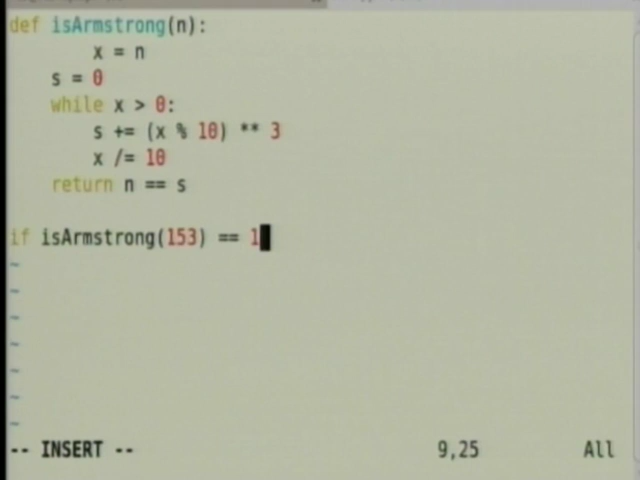 def isArmstrong(n):
        x = n
    s = 0
    while x > 0:
        s += (x % 10) ** 3
        x /= 10
    return n == s

if isArmstrong(153) == 1
~
~
~
~
~
~
~
-- INSERT --                    9,25          All